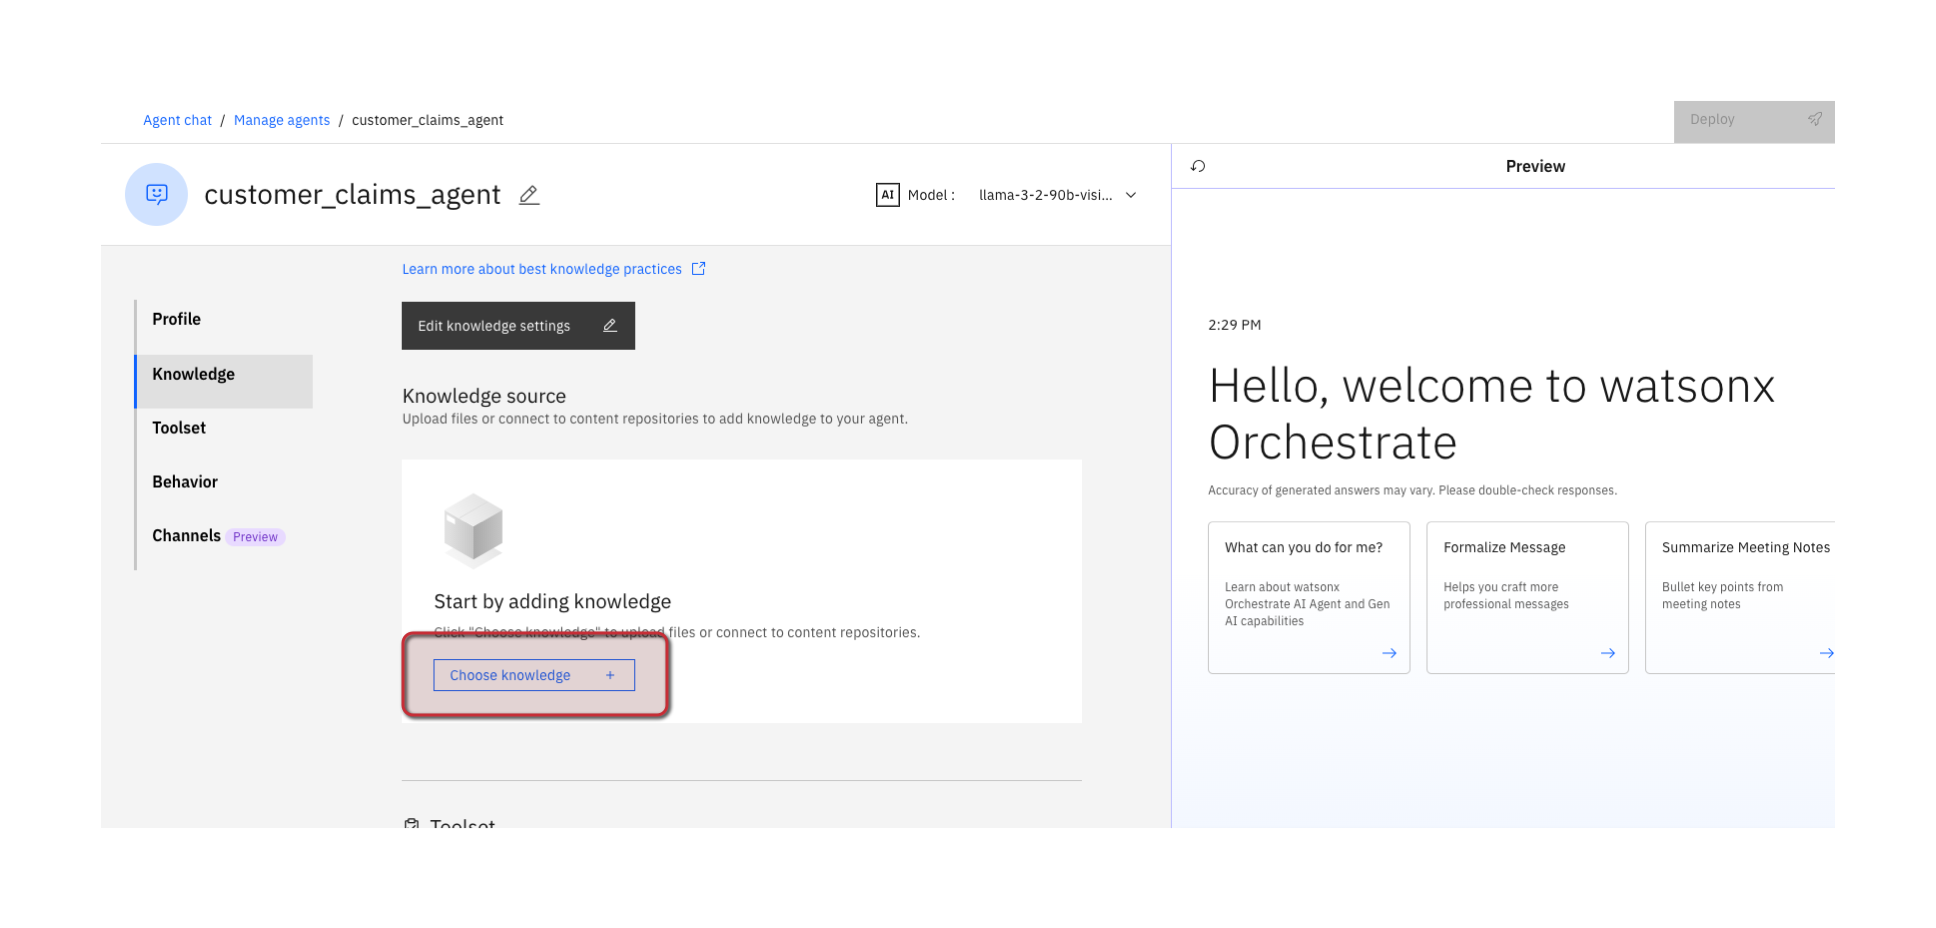 Agent chat / Manage agents / customer_claims_agent
Deploy
customer_claims_agent
AI Model : llama-3-2-90b-visi...
Preview
Learn more about best knowledge practices
Edit knowledge settings
Profile
Knowledge
Toolset
Behavior
Channels Preview
Knowledge source
Upload files or connect to content repositories to add knowledge to your agent.
Start by adding knowledge
Click "Choose knowledge" to upload files or connect to content repositories.
Choose knowledge +
Toolset
2:29 PM
Hello, welcome to watsonx
Orchestrate
Accuracy of generated answers may vary. Please double-check responses.
What can you do for me?
Learn about watsonx
Orchestrate AI Agent and Gen
AI capabilities
Formalize Message
Helps you craft more
professional messages
Summarize Meeting Notes
Bullet key points from
meeting notes